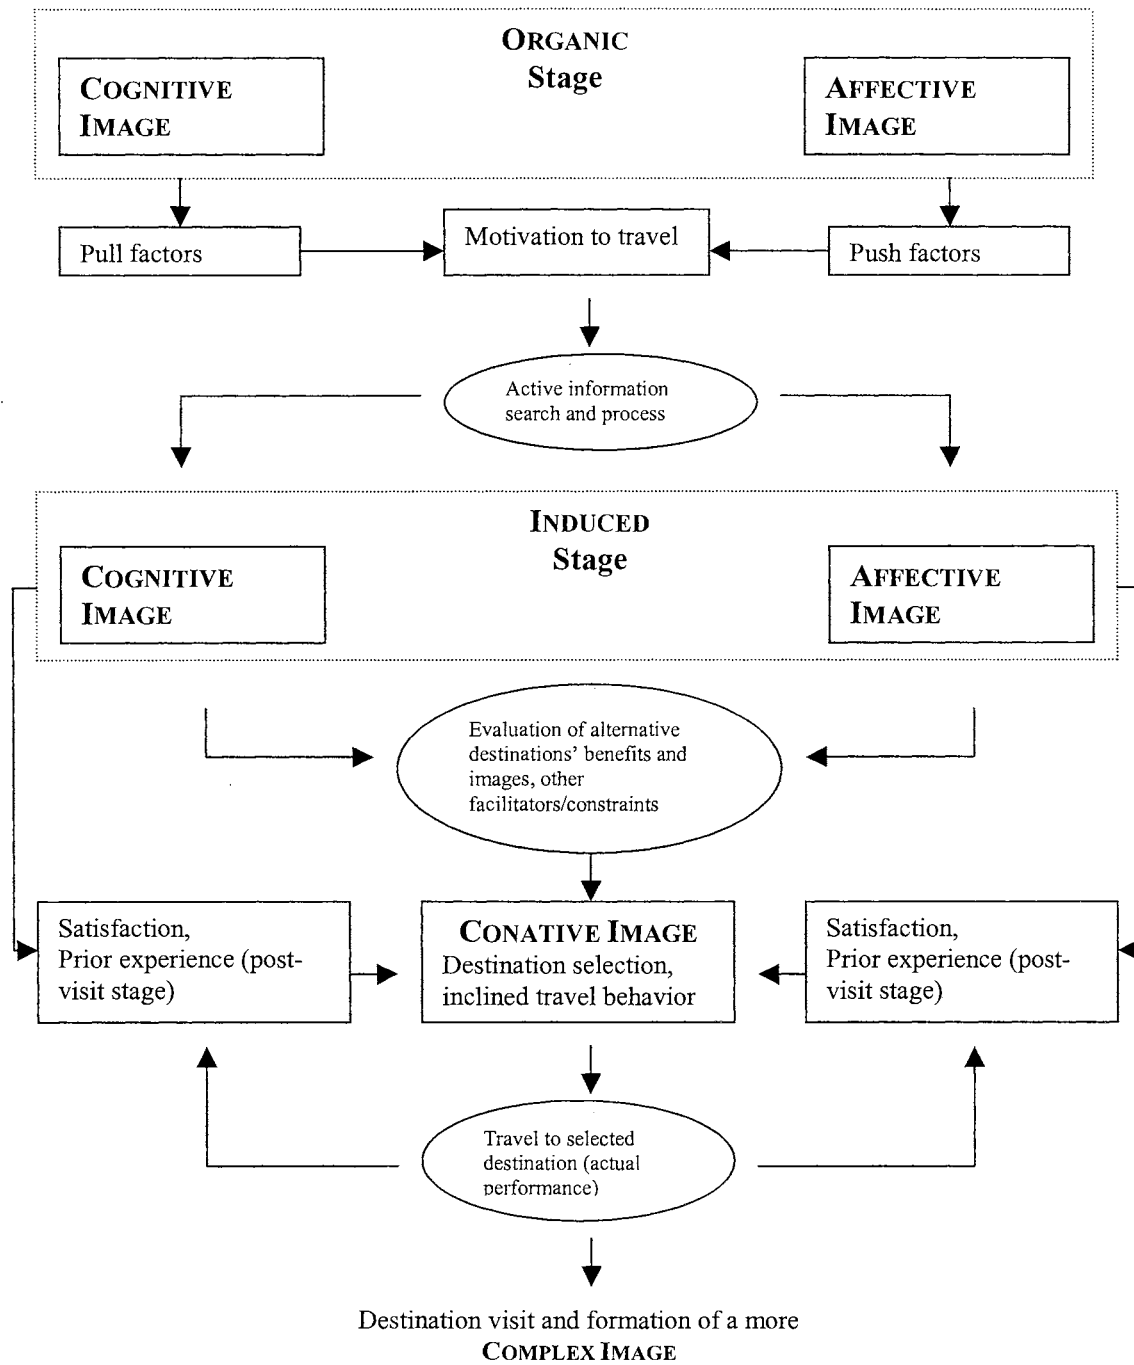 ORGANIC
Stage
COGNITIVE
IMAGE
AFFECTIVE
IMAGE
Pull factors
Motivation to travel
Push factors
Active information
search and process
INDUCED
Stage
COGNITIVE
IMAGE
AFFECTIVE
IMAGE
Evaluation of alternative
destinations’ benefits and
images, other
facilitators/constraints
Satisfaction,
Prior experience (post-
visit stage)
CONATIVE IMAGE
Destination selection,
inclined travel behavior
Satisfaction,
Prior experience (post-
visit stage)
Travel to selected
destination (actual
performance)
Destination visit and formation of a more
COMPLEX IMAGE